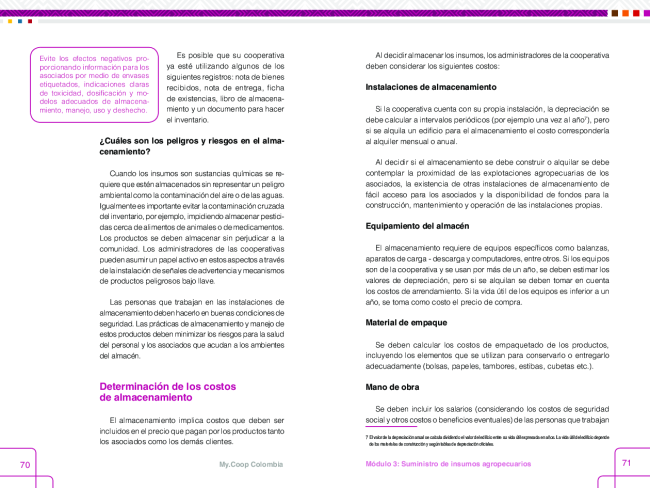 Evite los efectos negativos pro-
porcionando información para los
asociados por medio de envases
etiquetados, indicaciones claras
de toxicidad, dosificación y mo-
delos adecuados de almacena-
miento, manejo, uso y deshecho.
Es posible que su cooperativa
ya esté utilizando algunos de los
siguientes registros: nota de bienes
recibidos, nota de entrega, ficha
de existencias, libro de almacena-
miento y un documento para hacer
el inventario.
¿Cuáles son los peligros y riesgos en el alma-
cenamiento?
Cuando los insumos son sustancias químicas se re-
quiere que estén almacenados sin representar un peligro
ambiental como la contaminación del aire o de las aguas.
Igualmente es importante evitar la contaminación cruzada
del inventario, por ejemplo, impidiendo almacenar pestici-
das cerca de alimentos de animales o de medicamentos.
Los productos se deben almacenar sin perjudicar a la
comunidad. Los administradores de las cooperativas
pueden asumir un papel activo en estos aspectos a través
de la instalación de señales de advertencia y mecanismos
de productos peligrosos bajo llave.
Las personas que trabajan en las instalaciones de
almacenamiento deben hacerlo en buenas condiciones de
seguridad. Las prácticas de almacenamiento y manejo de
estos productos deben minimizar los riesgos para la salud
del personal y los asociados que acudan a los ambientes
del almacén.
Determinación de los costos
de almacenamiento
El almacenamiento implica costos que deben ser
incluidos en el precio que pagan por los productos tanto
los asociados como los demás clientes.
70
My.Coop Colombia
Al decidir almacenar los insumos, los administradores de la cooperativa
deben considerar los siguientes costos:
Instalaciones de almacenamiento
Si la cooperativa cuenta con su propia instalación, la depreciación se
debe calcular a intervalos periódicos (por ejemplo una vez al año⁷), pero
si se alquila un edificio para el almacenamiento el costo correspondería
al alquiler mensual o anual.
Al decidir si el almacenamiento se debe construir o alquilar se debe
contemplar la proximidad de las explotaciones agropecuarias de los
asociados, la existencia de otras instalaciones de almacenamiento de
fácil acceso para los asociados y la disponibilidad de fondos para la
construcción, mantenimiento y operación de las instalaciones propias.
Equipamiento del almacén
El almacenamiento requiere de equipos específicos como balanzas,
aparatos de carga - descarga y computadores, entre otros. Si los equipos
son de la cooperativa y se usan por más de un año, se deben estimar los
valores de depreciación, pero si se alquilan se deben tomar en cuenta
los costos de arrendamiento. Si la vida útil de los equipos es inferior a un
año, se toma como costo el precio de compra.
Material de empaque
Se deben calcular los costos de empaquetado de los productos,
incluyendo los elementos que se utilizan para conservarlo o entregarlo
adecuadamente (bolsas, papeles, tambores, estibas, cubetas etc.).
Mano de obra
Se deben incluir los salarios (considerando los costos de seguridad
social y otros costos o beneficios eventuales) de las personas que trabajan
7 El valor de la depreciación anual se calcula dividiendo el valor del edificio entre su vida útil expresada en años. La vida útil del edificio depende
de los materiales de construcción y según tablas de depreciación oficiales.
Módulo 3: Suministro de insumos agropecuarios
71